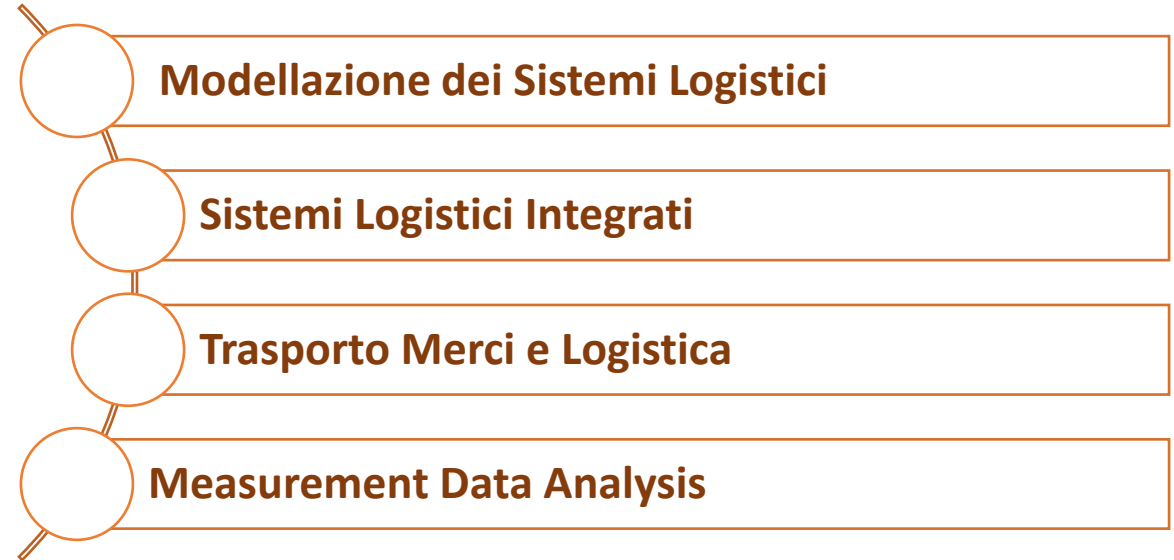 Modellazione dei Sistemi Logistici
Sistemi Logistici Integrati
Trasporto Merci e Logistica
Measurement Data Analysis